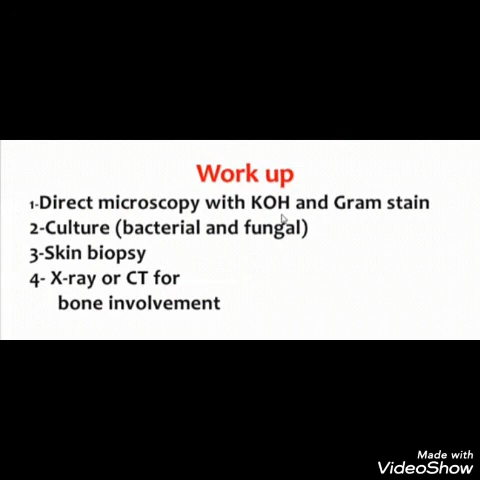 Work up
1-Direct microscopy with KOH and Gram stain
2-Culture (bacterial and fungal)
3-Skin biopsy
4- X-ray or CT for
bone involvement
Made with
VideoShow